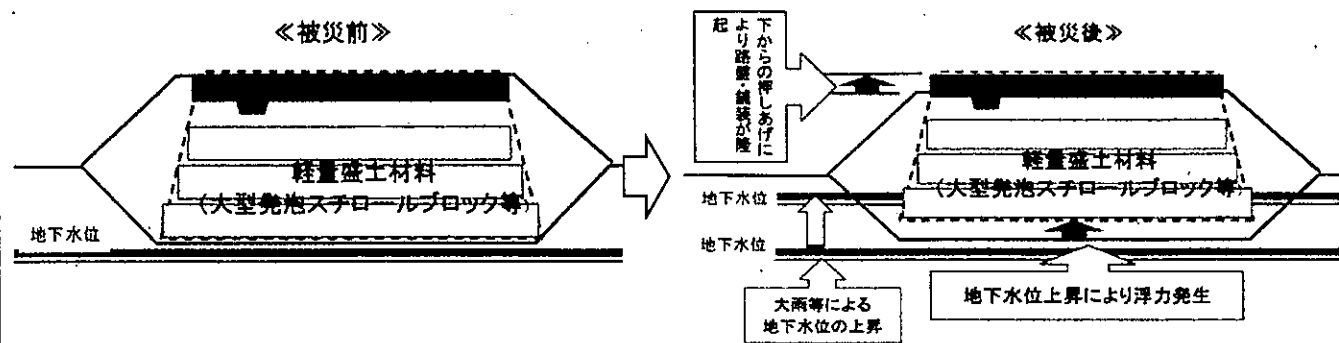 ≪被災前≫
軽量盛土材料
(大型発泡スチロールブロック等)
地下水位
≪被災後≫
下からの押しあげに
より路盤・舗装が隆
起
軽量盛土材料
(大型発泡スチロールブロック等)
地下水位
地下水位
大雨等による
地下水位の上昇
地下水位上昇により浮力発生